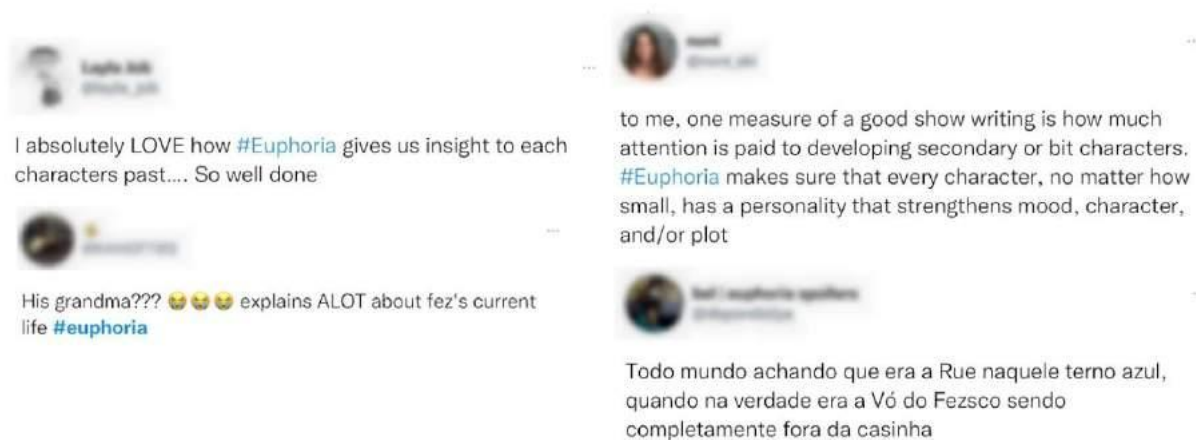 I absolutely LOVE how #Euphoria gives us insight to each
characters past.... So well done
His grandma??? 😭😭😭 explains ALOT about fez's current
life #euphoria
to me, one measure of a good show writing is how much
attention is paid to developing secondary or bit characters.
#Euphoria makes sure that every character, no matter how
small, has a personality that strengthens mood, character,
and/or plot
Todo mundo achando que era a Rue naquele terno azul,
quando na verdade era a Vó do Fezsco sendo
completamente fora da casinha